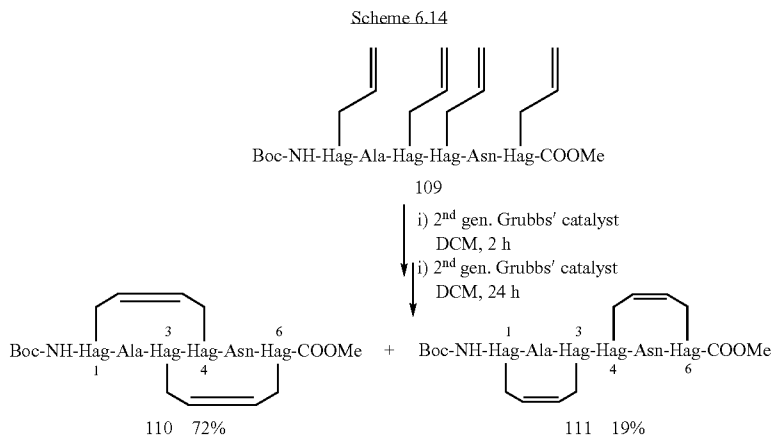 Scheme 6.14
Boc-NH-Hag-Ala-Hag-Hag-Asn-Hag-COOMe
109
i) 2nd gen. Grubbs' catalyst
DCM, 2 h
i) 2nd gen. Grubbs' catalyst
DCM, 24 h
3 6
Boc-NH-Hag-Ala-Hag-Hag-Asn-Hag-COOMe
1 4
110 72%
+
1 3
Boc-NH-Hag-Ala-Hag-Hag-Asn-Hag-COOMe
4 6
111 19%